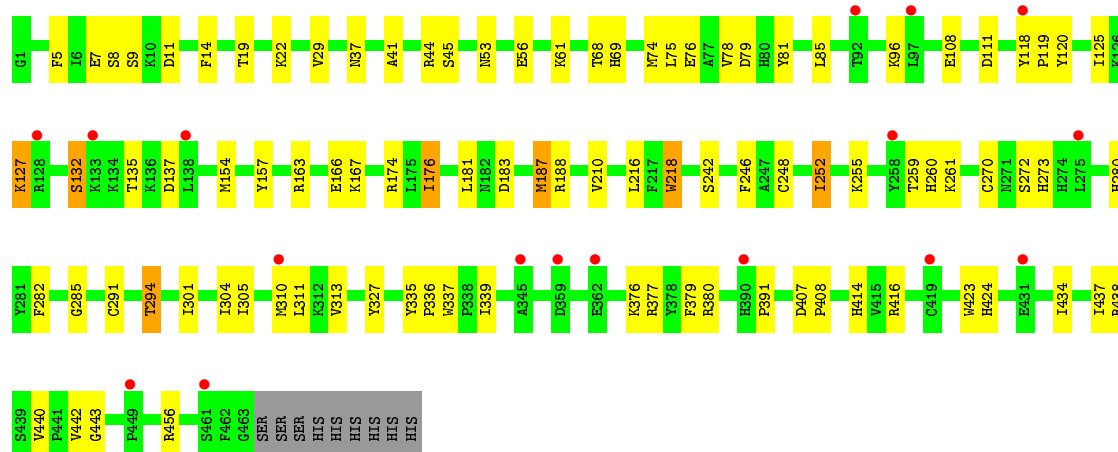 G1 F5 I6 E7 S8 S9 K10 D11 F14 T19 K22 V29 N37 A41 R44 S45 N53 E56 K61 T68 H69 M74 L75 E76 A77 V78 D79 H80 Y81 L85 T92 K96 L97 E108 D111 Y118 P119 Y120 I125 K126
K127 R128 S132 K133 K134 T135 K136 D137 L138 M154 Y157 R163 E166 K167 R174 L175 I176 L181 N182 D183 M187 R188 V210 L216 F217 W218 S242 F246 A247 C248 I252 K255 Y258 T259 H260 K261 C270 N271 S272 H273 H274 L275 H280
Y281 F282 G285 C291 T294 I301 I304 I305 M310 L311 K312 V313 Y327 Y335 P336 W337 P338 I339 A345 D359 E362 K376 R377 Y378 F379 R380 H390 P391 D407 P408 H414 V415 R416 C419 W423 H424 E431 I434 I437 R438
S439 V440 P441 V442 G443 P449 R456 S461 F462 G463 SER SER SER HIS HIS HIS HIS HIS HIS